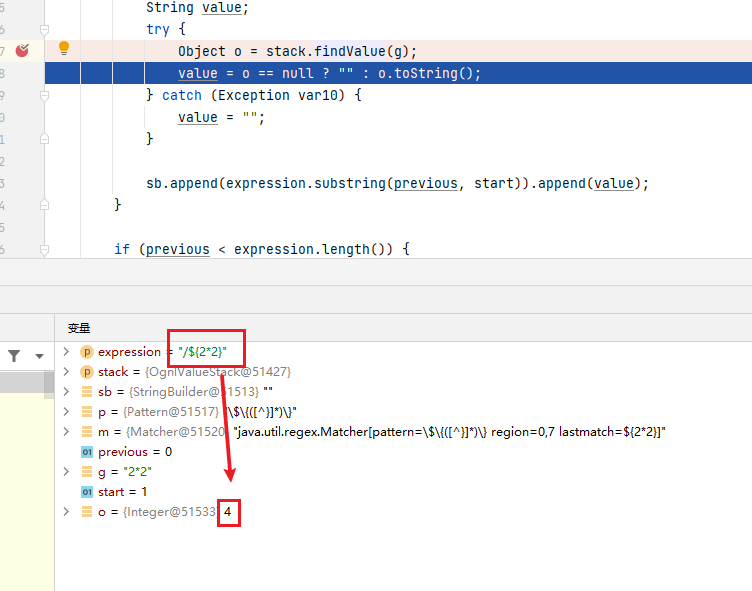 5 String value;
6 try {
7 Object o = stack.findValue(g);
8 value = o == null ? "" : o.toString();
9 } catch (Exception var10) {
0 value = "";
1 }
2
3 sb.append(expression.substring(previous, start)).append(value);
4 }
5
6 if (previous < expression.length()) {
变量
p expression = "/${2*2}"
p stack = {OgnlValueStack@51427}
sb = {StringBuilder@51513} ""
p = {Pattern@51517} "\$\{([^}]*)\}"
m = {Matcher@51520} "java.util.regex.Matcher[pattern=\$\{([^}]*)\} region=0,7 lastmatch=${2*2}]"
01 previous = 0
g = "2*2"
01 start = 1
o = {Integer@51533} 4